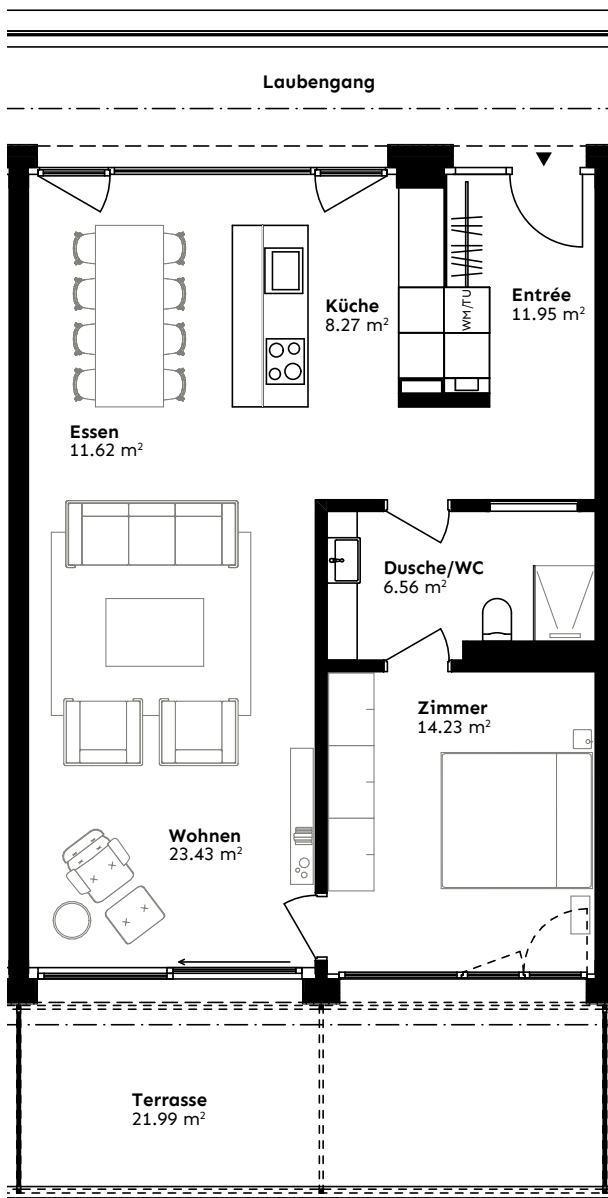 Laubengang
Küche
8.27 m²
WM/TU
Entrée
11.95 m²
Essen
11.62 m²
Dusche/WC
6.56 m²
Zimmer
14.23 m²
Wohnen
23.43 m²
Terrasse
21.99 m²